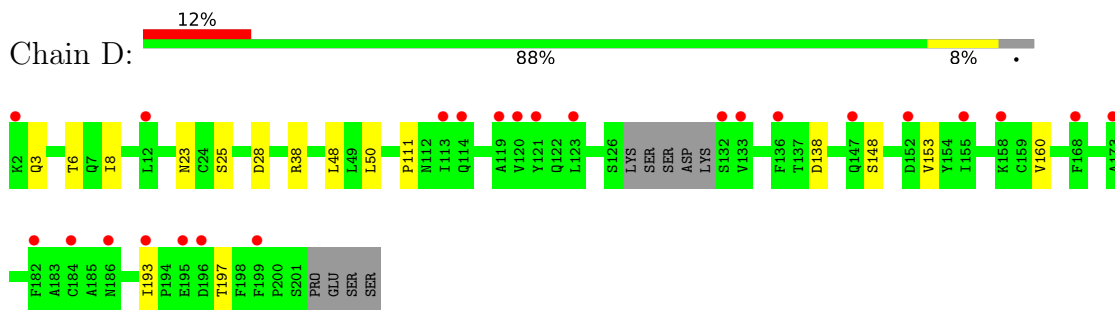 12%
Chain D:
88% 8% •
K2 Q3 T6 Q7 I8 L12 N23 C24 S25 D28 R38 L48 L49 L50 P111 N112 I113 Q114 A119 V120 Y121 Q122 L123 S126 LYS SER SER ASP LYS S132 V133 F136 T137 D138 Q147 S148 D152 V153 Y154 I155 K158 C159 V160 F168 A173
F182 A183 C184 A185 N186 I193 P194 E195 D196 T197 F198 F199 P200 S201 PRO GLU SER SER